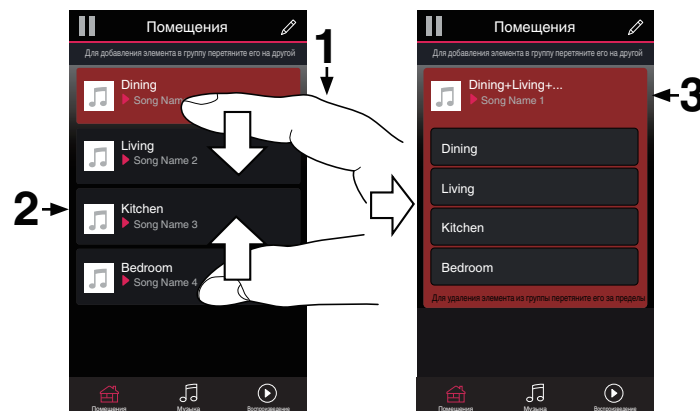 Помещения
Для добавления элемента в группу перетяните его на другой
Dining
Song Nam
Living
Song Name 2
Kitchen
Song Name 3
Bedroom
Song Name 4
Помещения
Музыка
Воспроизведение
1
2
Помещения
Для добавления элемента в группу перетяните его на другой
Dining+Living+...
Song Name 1
Dining
Living
Kitchen
Bedroom
Для удаления элемента из группы перетяните его за пределы
Помещения
Музыка
Воспроизведение
3